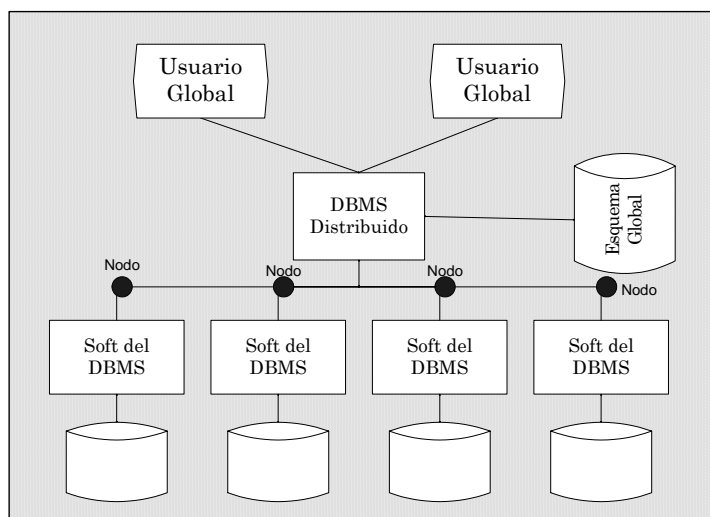 Usuario
Global
Usuario
Global
DBMS
Distribuido
Esquema
Global
Nodo
Nodo
Nodo
Nodo
Soft del
DBMS
Soft del
DBMS
Soft del
DBMS
Soft del
DBMS